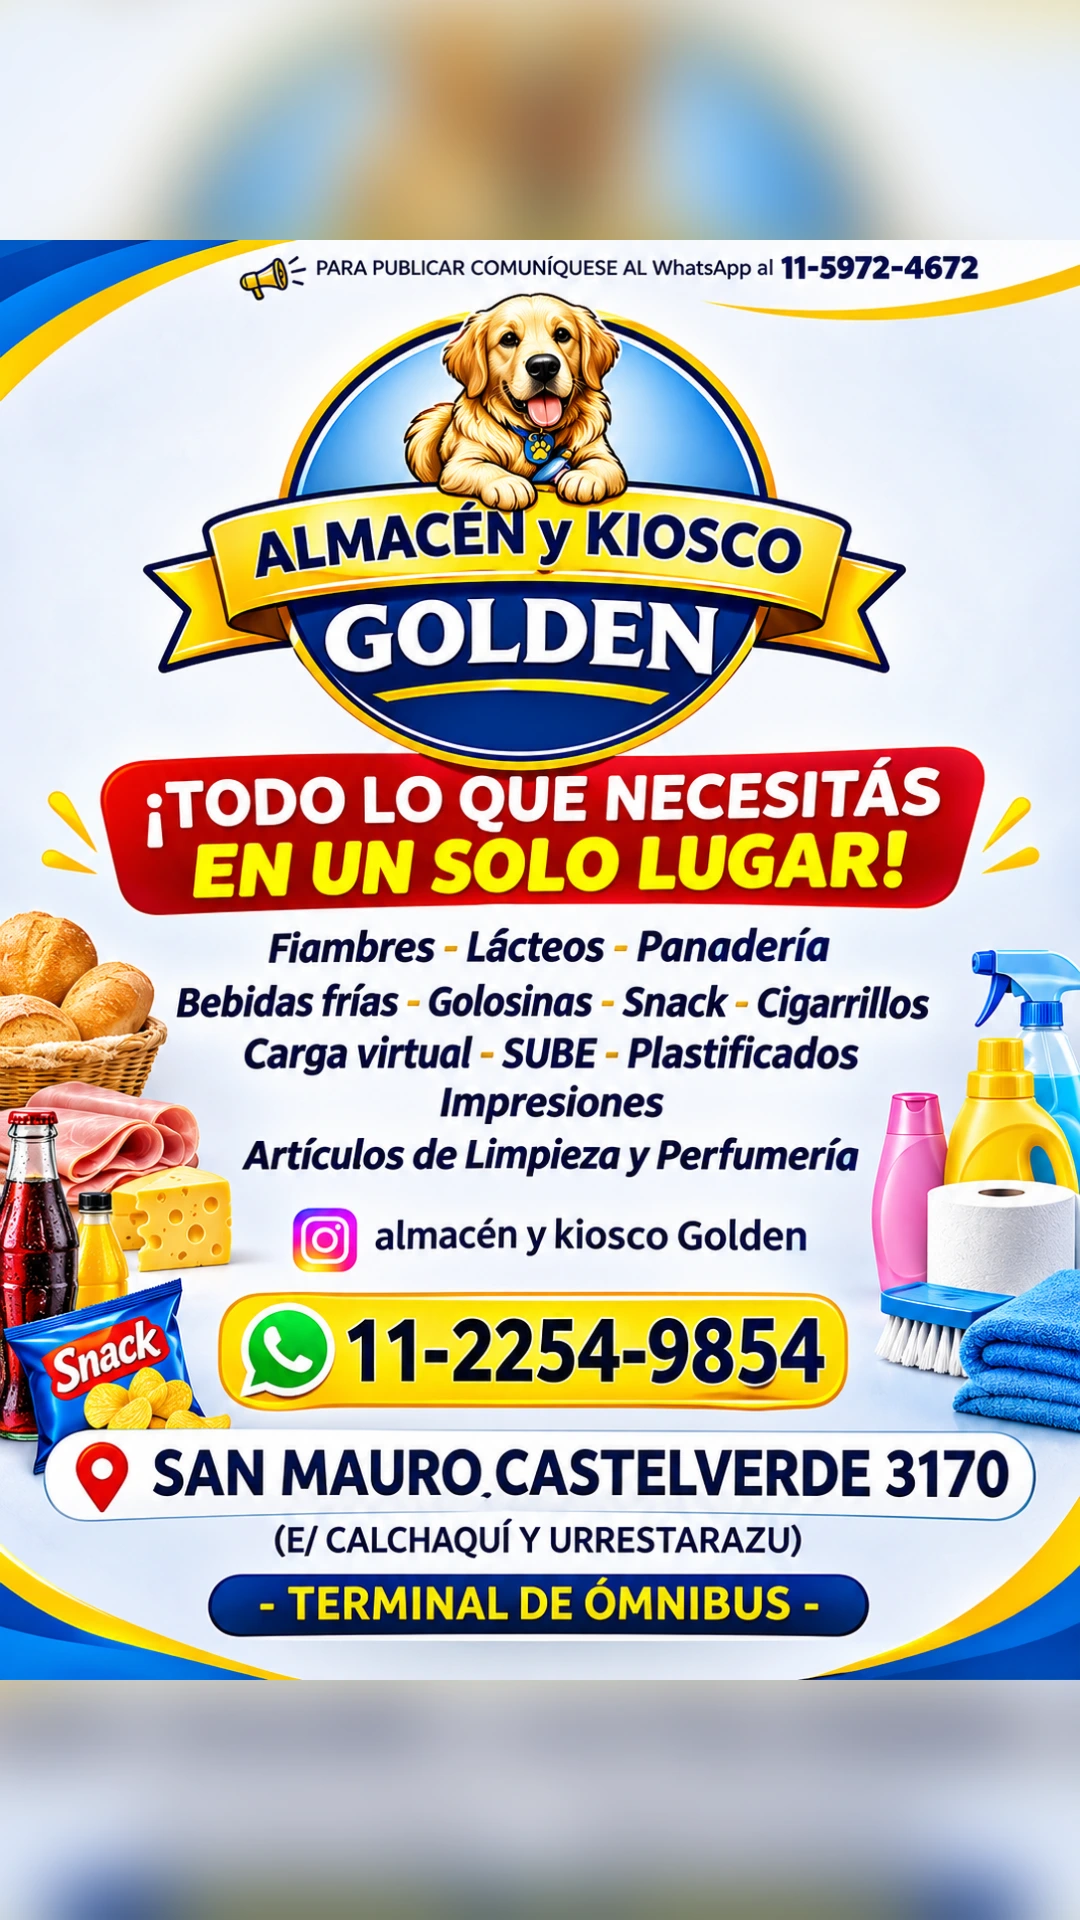 PARA PUBLICAR COMUNÍQUESE AL WhatsApp al 11-5972-4672
ALMACÉN y KIOSCO
GOLDEN
¡TODO LO QUE NECESITÁS
EN UN SOLO LUGAR!
Fiambres - Lácteos - Panadería
Bebidas frías - Golosinas - Snack - Cigarrillos
Carga virtual - SUBE - Plastificados
Impresiones
Artículos de Limpieza y Perfumería
almacén y kiosco Golden
Snack
11-2254-9854
SAN MAURO, CASTELVERDE 3170
(E/ CALCHAQUÍ Y URRESTARAZU)
- TERMINAL DE ÓMNIBUS -